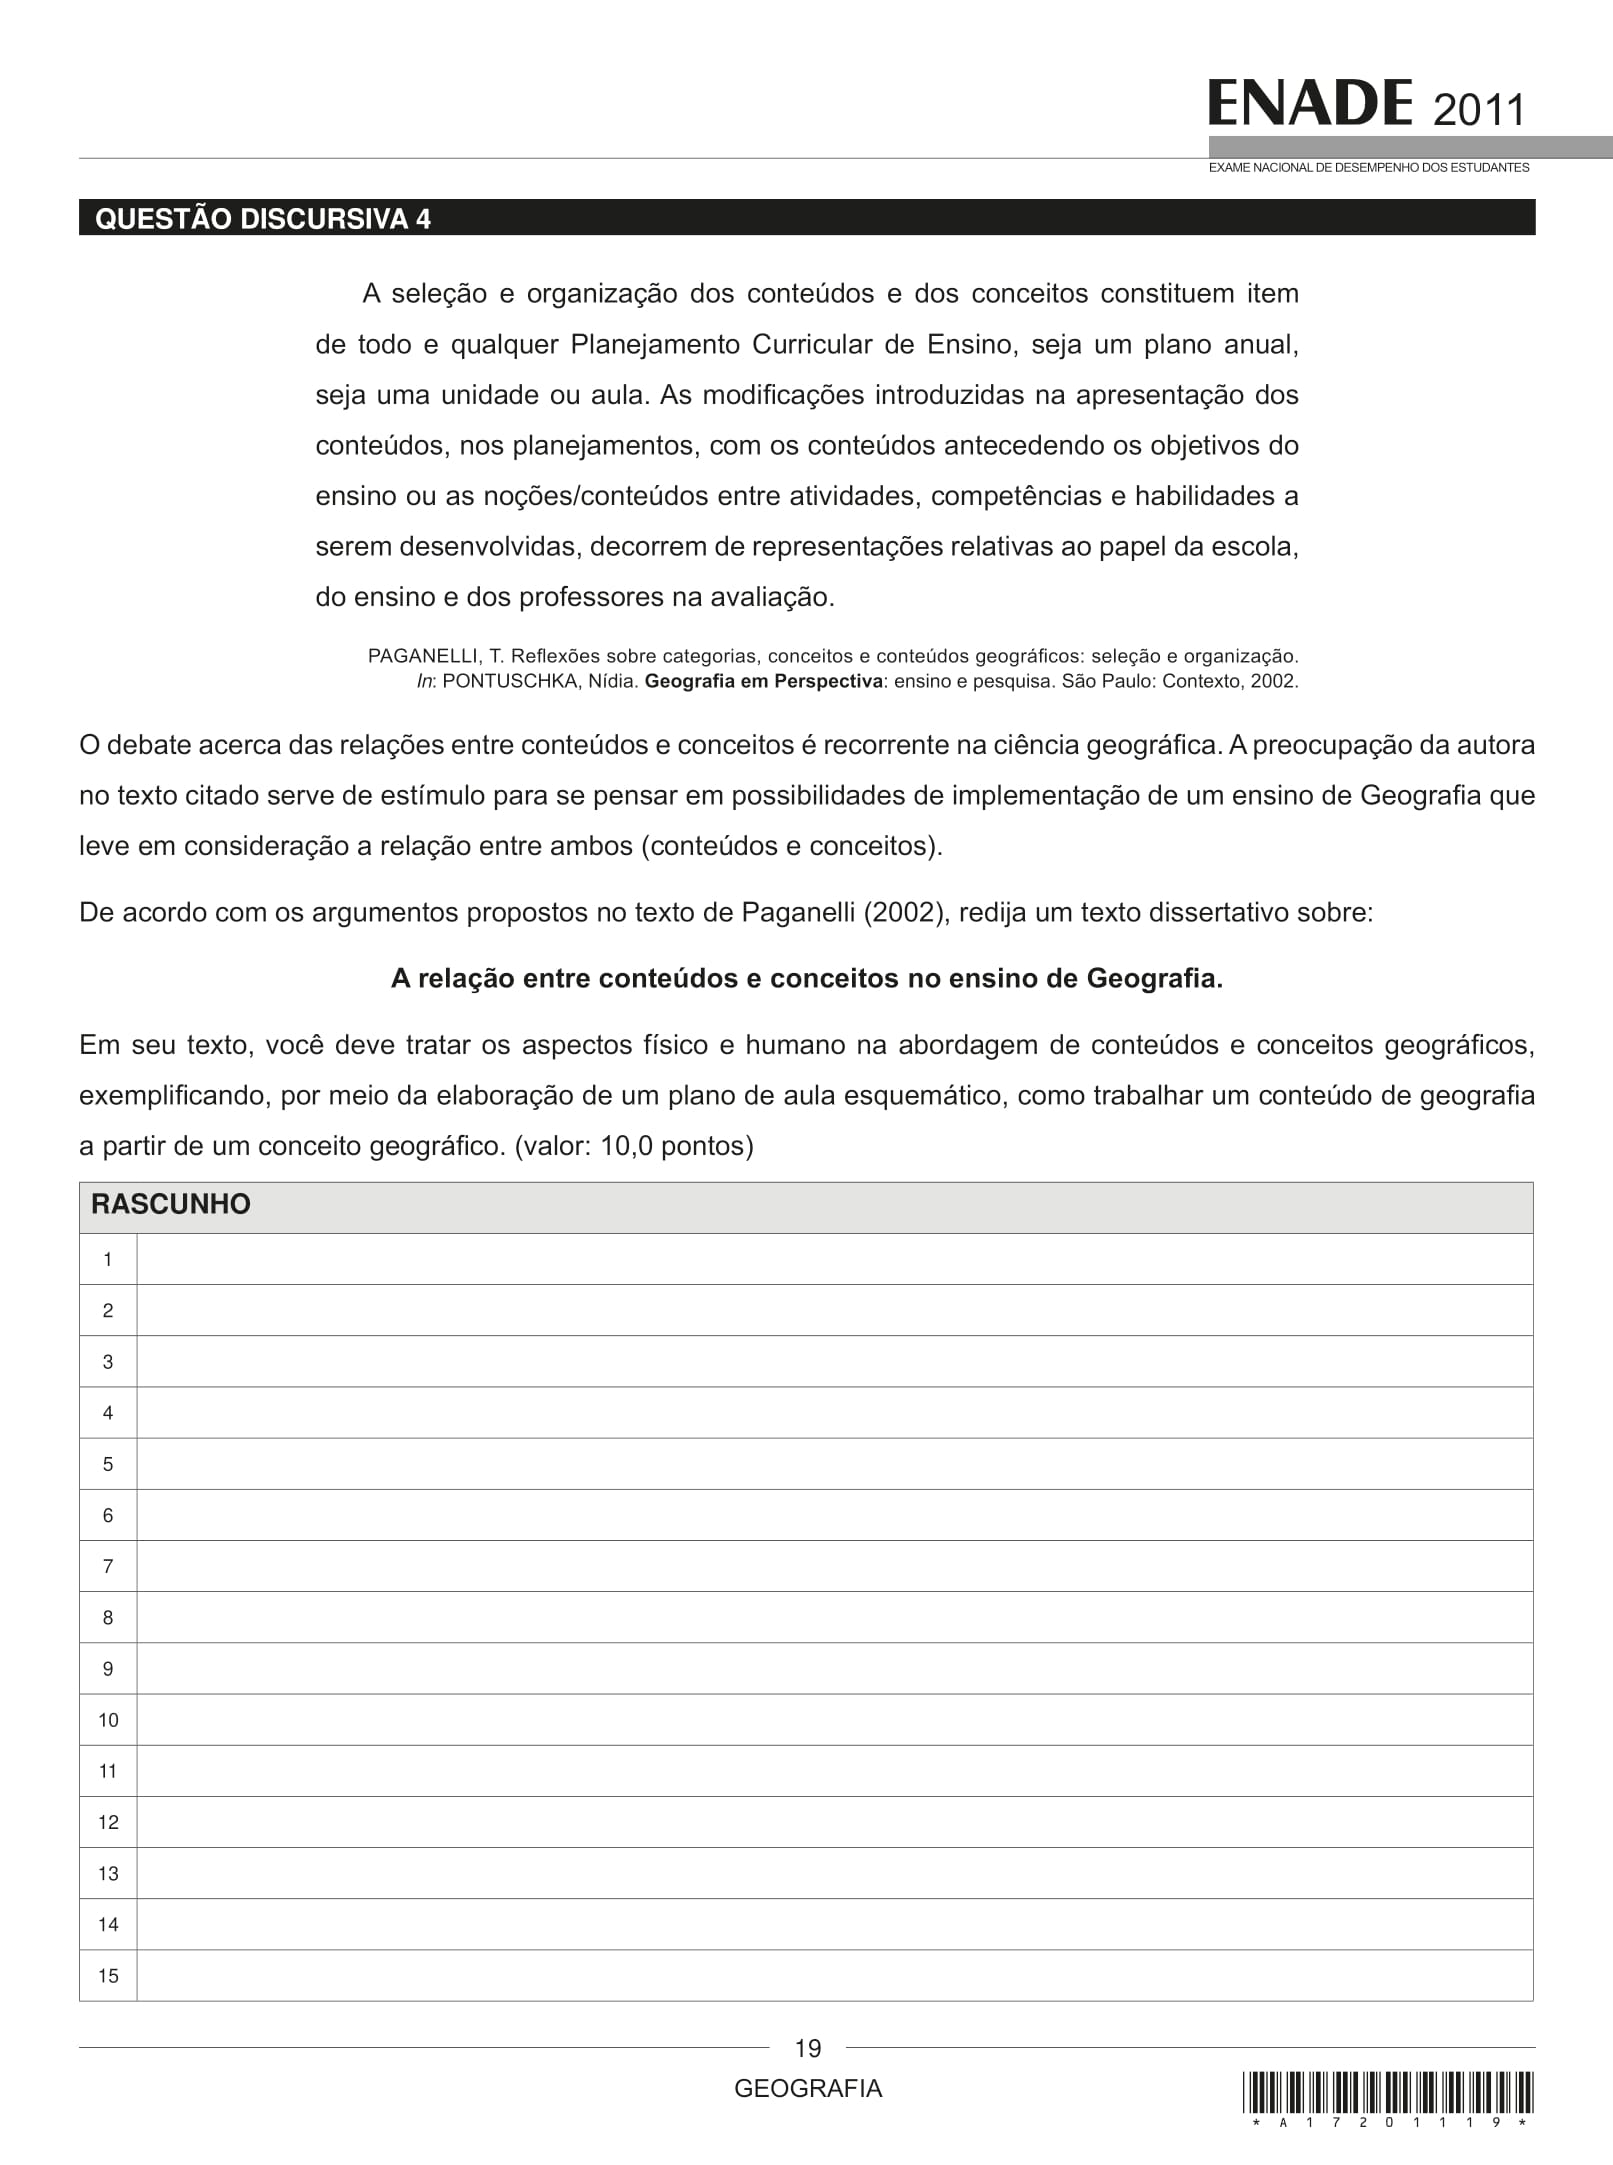 ENADE 2011
EXAME NACIONAL DE DESEMPENHO DOS ESTUDANTES
QUESTÃO DISCURSIVA 4
A seleção e organização dos conteúdos e dos conceitos constituem item
de todo e qualquer Planejamento Curricular de Ensino, seja um plano anual,
seja uma unidade ou aula. As modificações introduzidas na apresentação dos
conteúdos, nos planejamentos, com os conteúdos antecedendo os objetivos do
ensino ou as noções/conteúdos entre atividades, competências e habilidades a
serem desenvolvidas, decorrem de representações relativas ao papel da escola,
do ensino e dos professores na avaliação.
PAGANELLI, T. Reflexões sobre categorias, conceitos e conteúdos geográficos: seleção e organização.
In: PONTUSCHKA, Nídia. Geografia em Perspectiva: ensino e pesquisa. São Paulo: Contexto, 2002.
O debate acerca das relações entre conteúdos e conceitos é recorrente na ciência geográfica. A preocupação da autora
no texto citado serve de estímulo para se pensar em possibilidades de implementação de um ensino de Geografia que
leve em consideração a relação entre ambos (conteúdos e conceitos).
De acordo com os argumentos propostos no texto de Paganelli (2002), redija um texto dissertativo sobre:
A relação entre conteúdos e conceitos no ensino de Geografia.
Em seu texto, você deve tratar os aspectos físico e humano na abordagem de conteúdos e conceitos geográficos,
exemplificando, por meio da elaboração de um plano de aula esquemático, como trabalhar um conteúdo de geografia
a partir de um conceito geográfico. (valor: 10,0 pontos)
RASCUNHO
1
2
3
4
5
6
7
8
9
10
11
12
13
14
15
19
GEOGRAFIA
* A 1 7 2 0 1 1 1 9 *